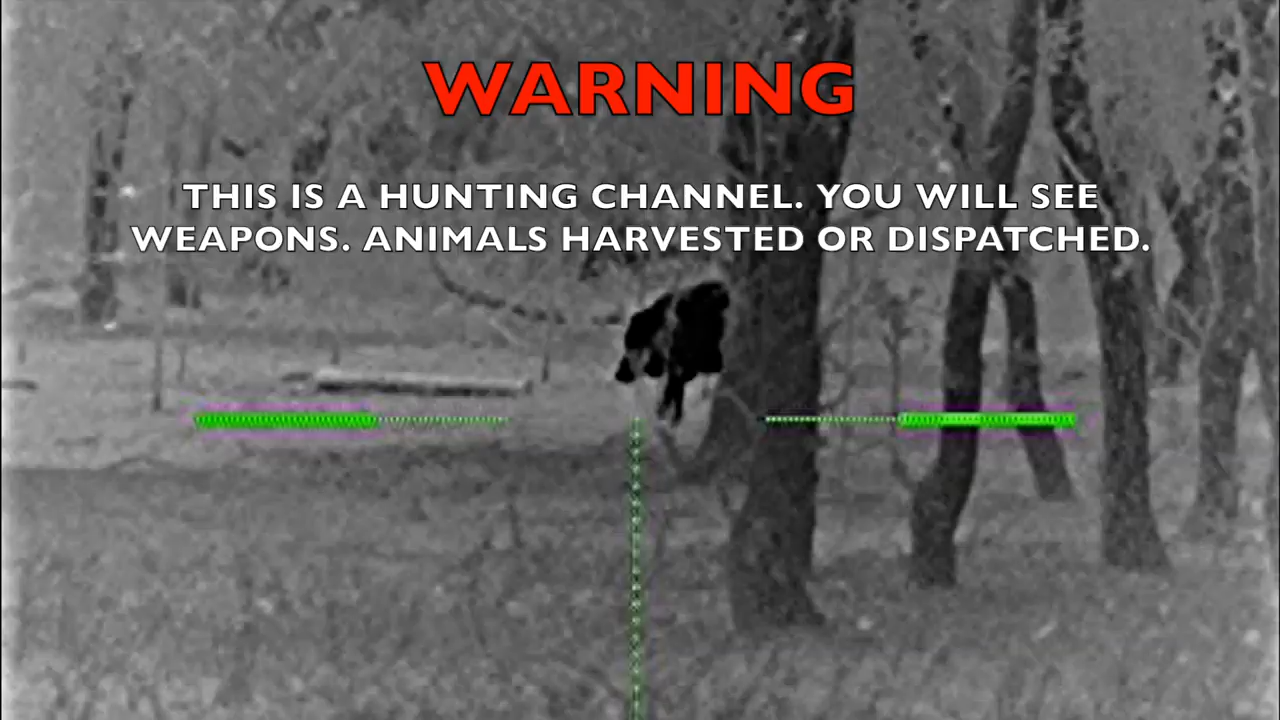 WARNING
THIS IS A HUNTING CHANNEL. YOU WILL SEE
WEAPONS. ANIMALS HARVESTED OR DISPATCHED.